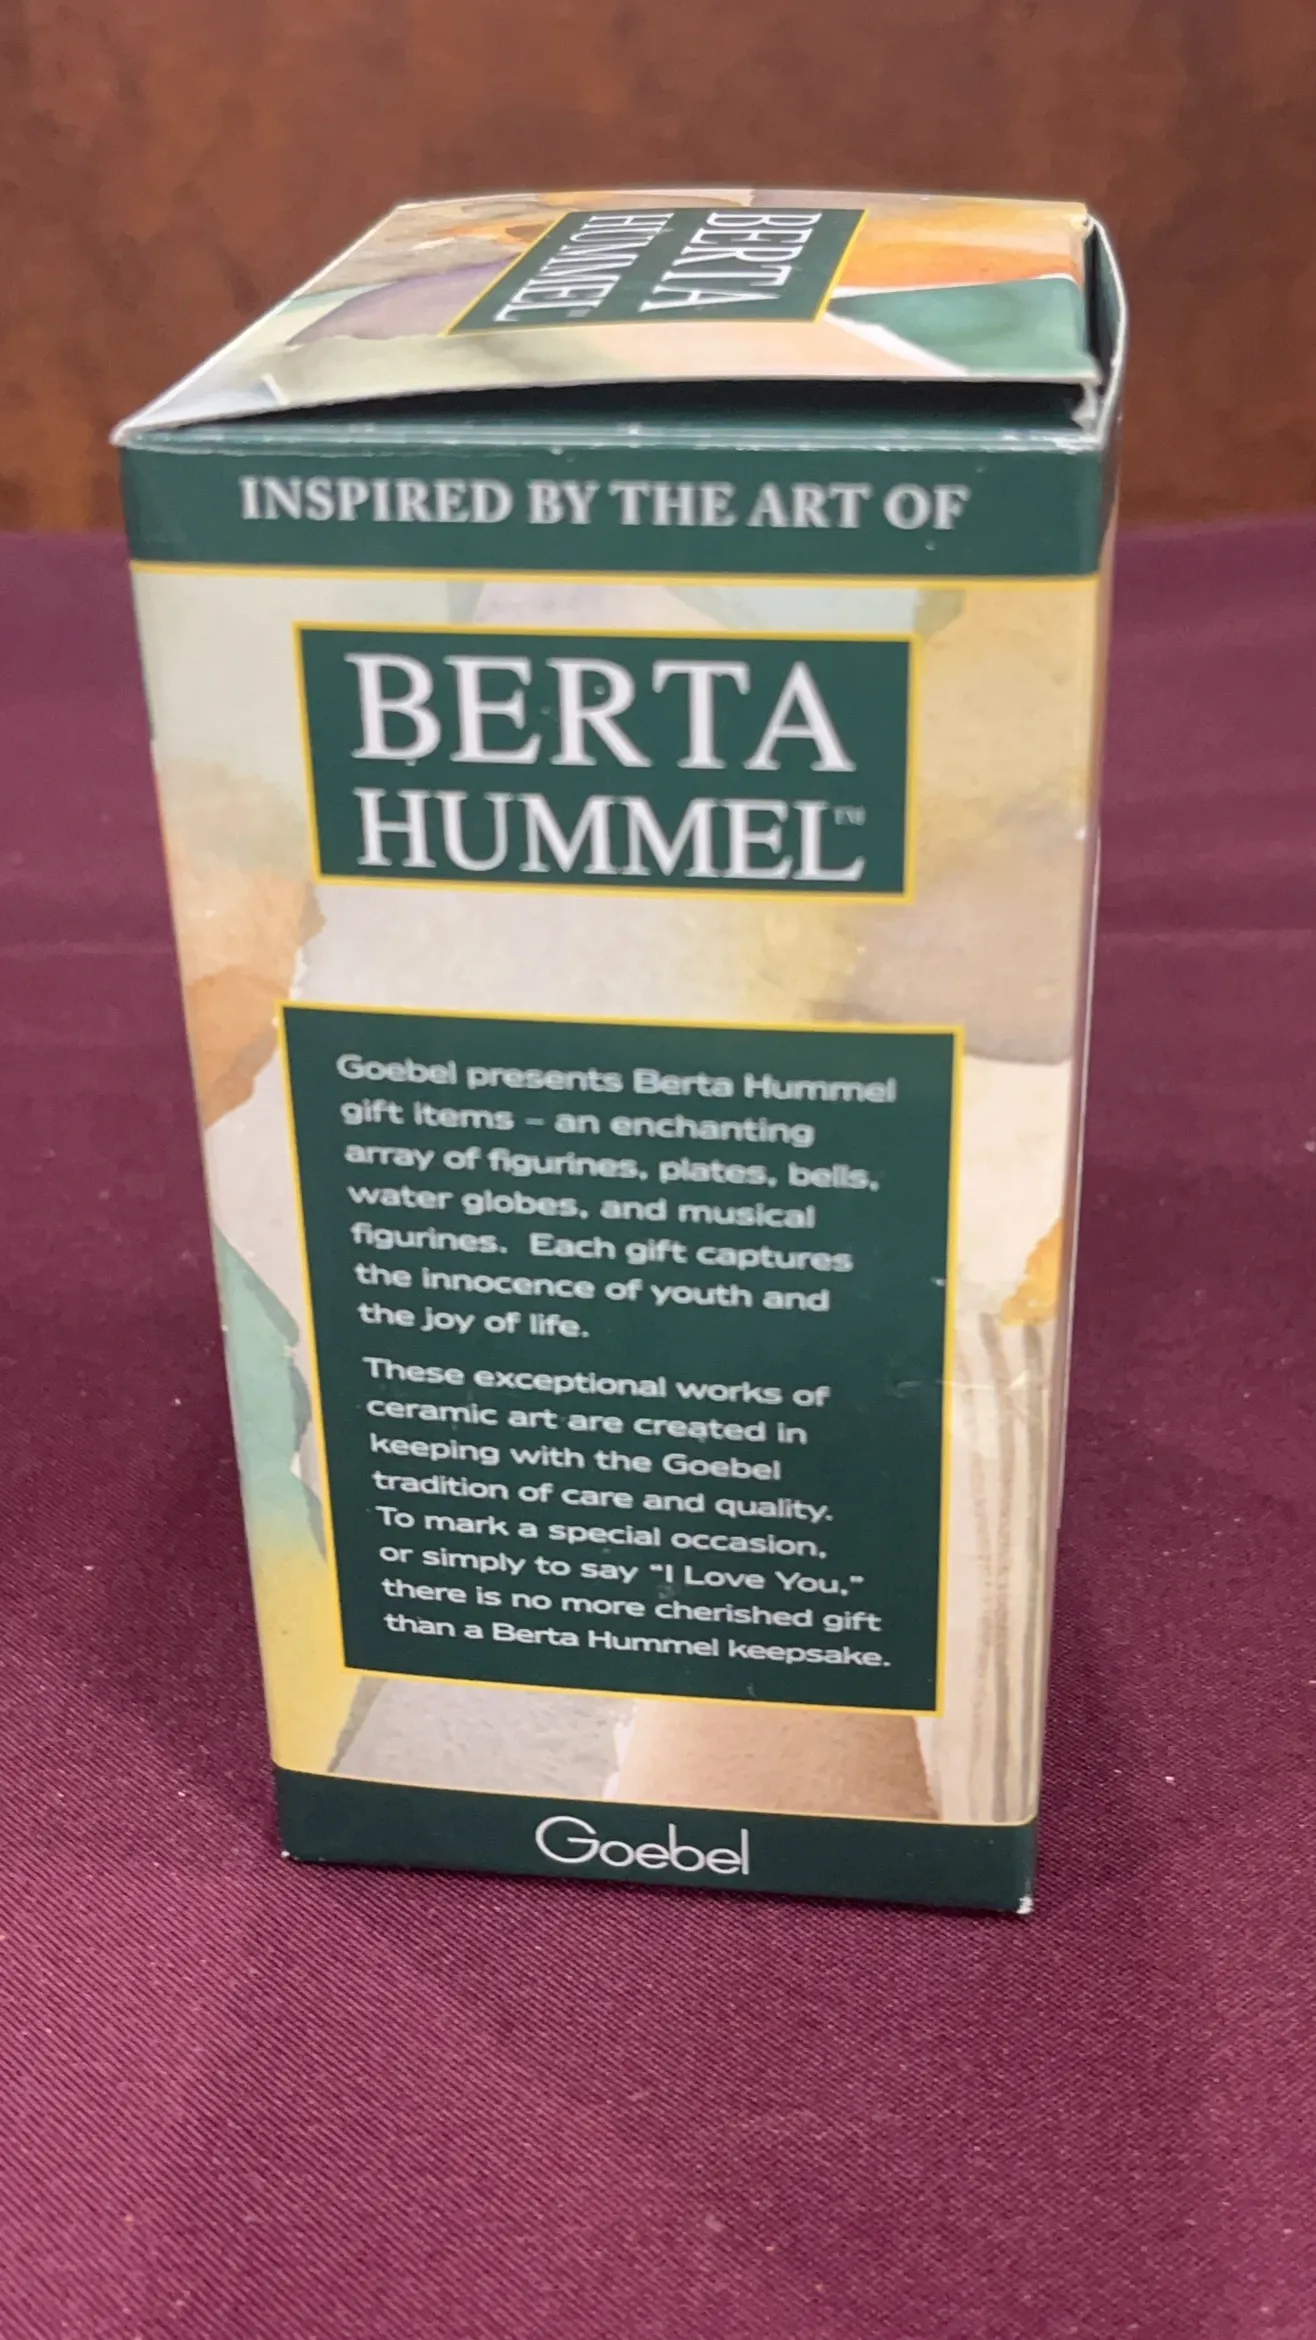 BERTA
HUMMEL™
INSPIRED BY THE ART OF
BERTA
HUMMEL™
Goebel presents Berta Hummel
gift items – an enchanting
array of figurines, plates, bells,
water globes, and musical
figurines. Each gift captures
the innocence of youth and
the joy of life.
These exceptional works of
ceramic art are created in
keeping with the Goebel
tradition of care and quality.
To mark a special occasion,
or simply to say “I Love You,”
there is no more cherished gift
than a Berta Hummel keepsake.
Goebel